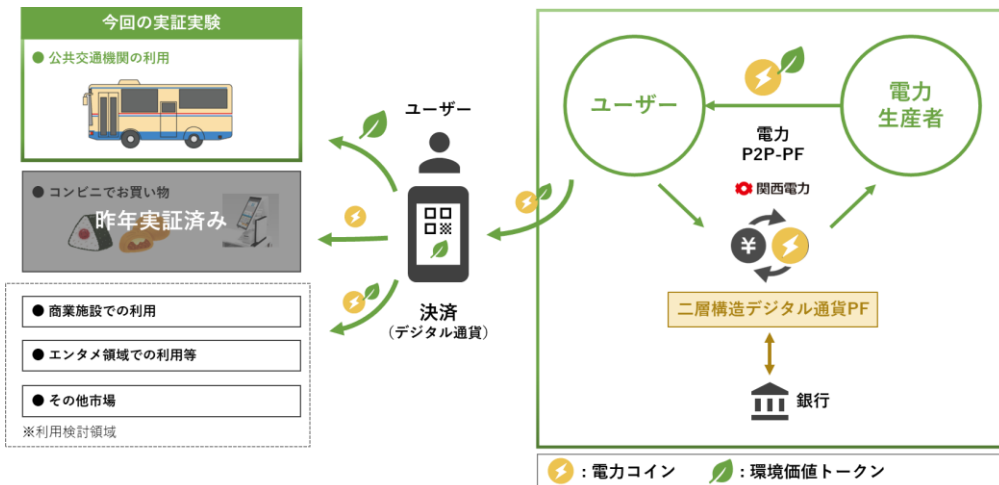 今回の実証実験
● 公共交通機関の利用
● コンビニでお買い物
昨年実証済み
● 商業施設での利用
● エンタメ領域での利用等
● その他市場
※利用検討領域
ユーザー
決済
(デジタル通貨)
ユーザー
電力
生産者
電力
P2P-PF
関西電力
¥
二層構造デジタル通貨PF
銀行
: 電力コイン
: 環境価値トークン